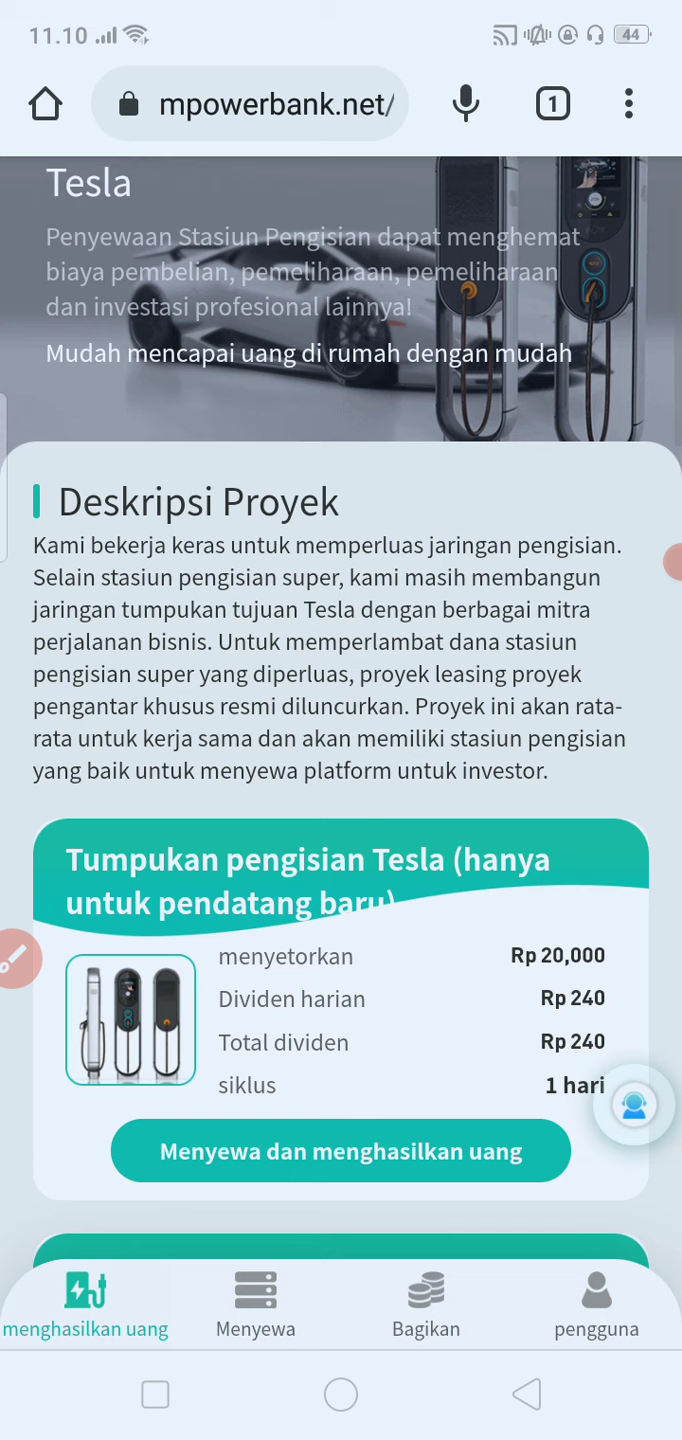 11.10
44
mpowerbank.net/
1
Tesla
Penyewaan Stasiun Pengisian dapat menghemat
biaya pembelian, pemeliharaan, pemeliharaan
dan investasi profesional lainnya!
Mudah mencapai uang di rumah dengan mudah
Deskripsi Proyek
Kami bekerja keras untuk memperluas jaringan pengisian.
Selain stasiun pengisian super, kami masih membangun
jaringan tumpukan tujuan Tesla dengan berbagai mitra
perjalanan bisnis. Untuk memperlambat dana stasiun
pengisian super yang diperluas, proyek leasing proyek
pengantar khusus resmi diluncurkan. Proyek ini akan rata-
rata untuk kerja sama dan akan memiliki stasiun pengisian
yang baik untuk menyewa platform untuk investor.
Tumpukan pengisian Tesla (hanya
untuk pendatang baru)
menyetorkan Rp 20,000
Dividen harian Rp 240
Total dividen Rp 240
siklus 1 hari
Menyewa dan menghasilkan uang
menghasilkan uang Menyewa Bagikan pengguna